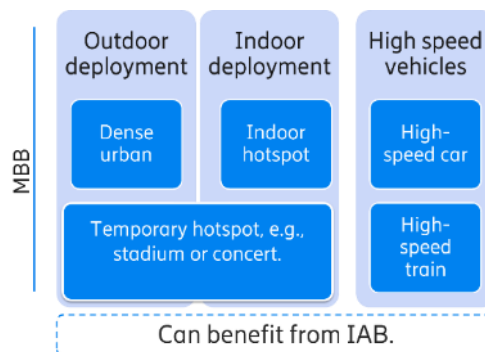 Outdoor
deployment
Indoor
deployment
High speed
vehicles
MBB
Dense
urban
Indoor
hotspot
High-
speed car
Temporary hotspot, e.g.,
stadium or concert.
High-
speed
train
Can benefit from IAB.